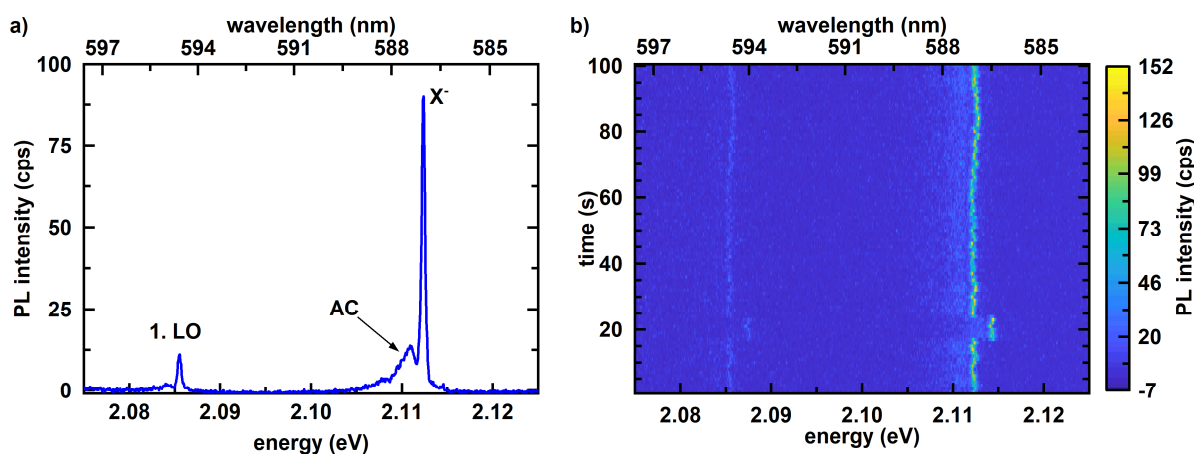 a)
wavelength (nm)
597 594 591 588 585
100
75
50
25
0
PL intensity (cps)
X-
AC
1. LO
2.08 2.09 2.10 2.11 2.12
energy (eV)
b)
wavelength (nm)
597 594 591 588 585
100
80
60
40
20
time (s)
2.08 2.09 2.10 2.11 2.12
energy (eV)
152
126
99
73
46
20
-7
PL intensity (cps)